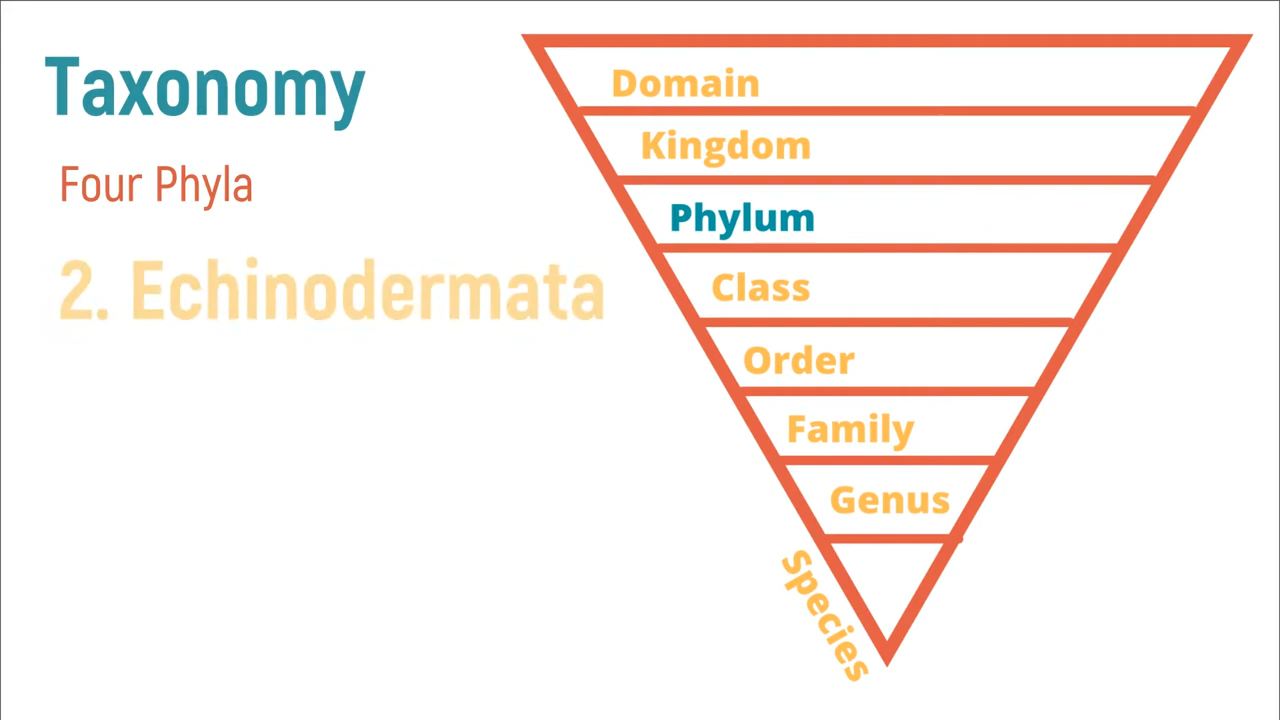 Taxonomy
Four Phyla
2. Echinodermata
Domain
Kingdom
Phylum
Class
Order
Family
Genus
Species